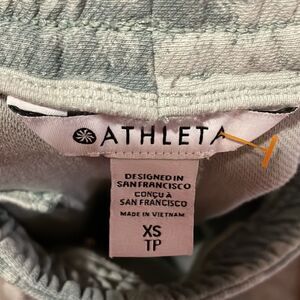 ATHLETA
DESIGNED IN
SAN FRANCISCO
CONÇU À
SAN FRANCISCO
MADE IN VIETNAM
XS
TP